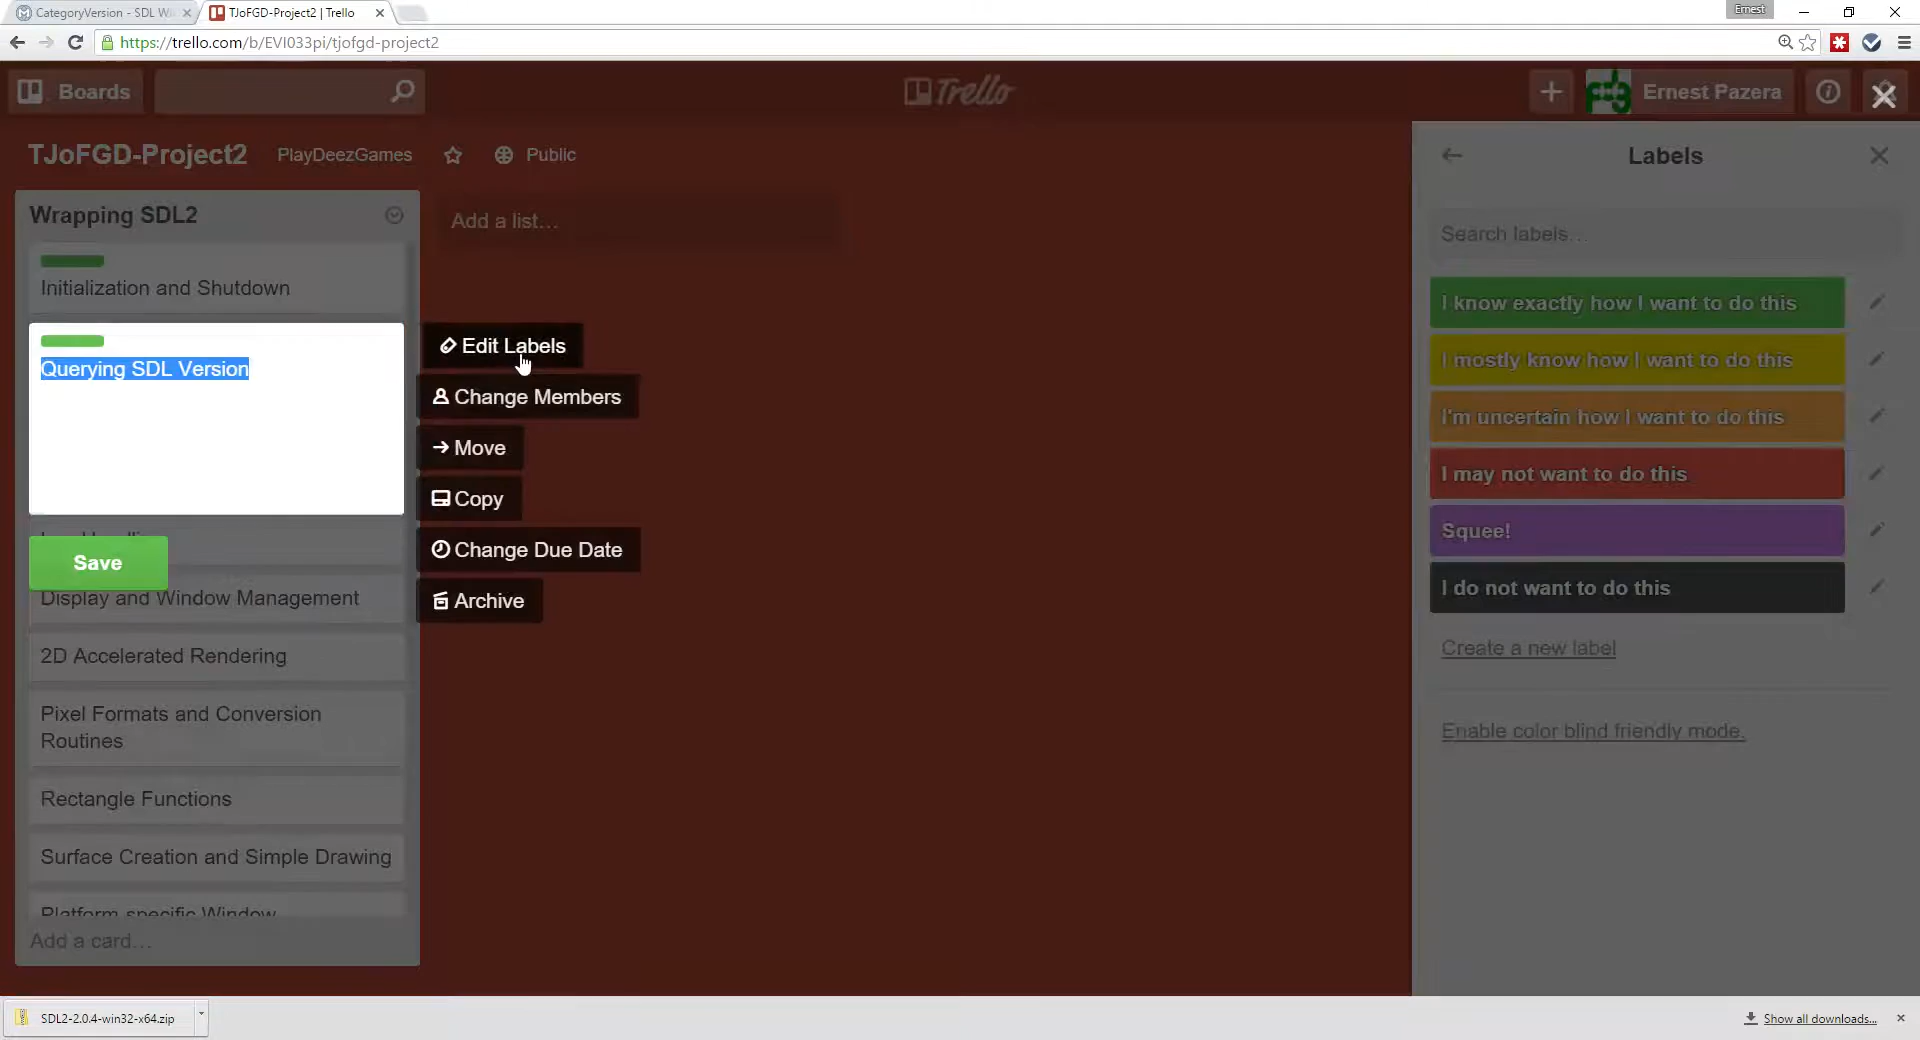 CategoryVersion - SDL W
TJoFGD-Project2 | Trello
Ernest
https://trello.com/b/EVI033pi/tjofgd-project2
Boards
Trello
Ernest Pazera
TJoFGD-Project2
PlayDeezGames
Public
Labels
Wrapping SDL2
Add a list…
Search labels…
Initialization and Shutdown
I know exactly how I want to do this
Querying SDL Version
Edit Labels
I mostly know how I want to do this
Change Members
I'm uncertain how I want to do this
Move
I may not want to do this
Copy
Squee!
Save
Change Due Date
Display and Window Management
Archive
I do not want to do this
2D Accelerated Rendering
Create a new label
Pixel Formats and Conversion
Routines
Enable color blind friendly mode.
Rectangle Functions
Surface Creation and Simple Drawing
Platform-specific Window
Add a card…
SDL2-2.0.4-win32-x64.zip
Show all downloads...